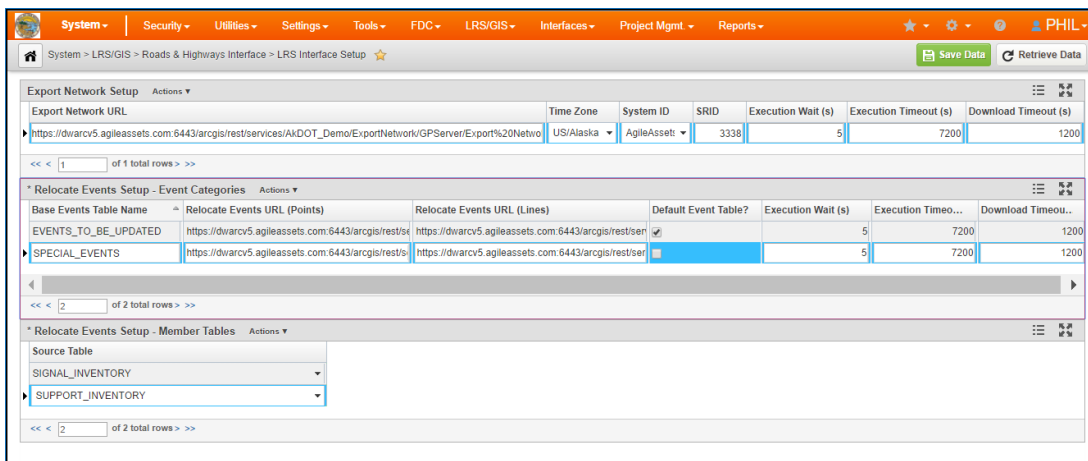 System Security Utilities Settings Tools FDC LRS/GIS Interfaces Project Mgmt. Reports PHIL
System > LRS/GIS > Roads & Highways Interface > LRS Interface Setup Save Data Retrieve Data
Export Network Setup Actions
Export Network URL Time Zone System ID SRID Execution Wait (s) Execution Timeout (s) Download Timeout (s)
https://dwarcv5.agileassets.com:6443/arcgis/rest/services/AkDOT_Demo/ExportNetwork/GPServer/Export%20Netwo US/Alaska AgileAssets 3338 5 7200 1200
<< < 1 of 1 total rows > >>
* Relocate Events Setup - Event Categories Actions
Base Events Table Name Relocate Events URL (Points) Relocate Events URL (Lines) Default Event Table? Execution Wait (s) Execution Timeo... Download Timeou...
EVENTS_TO_BE_UPDATED https://dwarcv5.agileassets.com:6443/arcgis/rest/se https://dwarcv5.agileassets.com:6443/arcgis/rest/ser 5 7200 1200
SPECIAL_EVENTS https://dwarcv5.agileassets.com:6443/arcgis/rest/s https://dwarcv5.agileassets.com:6443/arcgis/rest/ser 5 7200 1200
<< < 2 of 2 total rows > >>
* Relocate Events Setup - Member Tables Actions
Source Table
SIGNAL_INVENTORY
SUPPORT_INVENTORY
<< < 2 of 2 total rows > >>